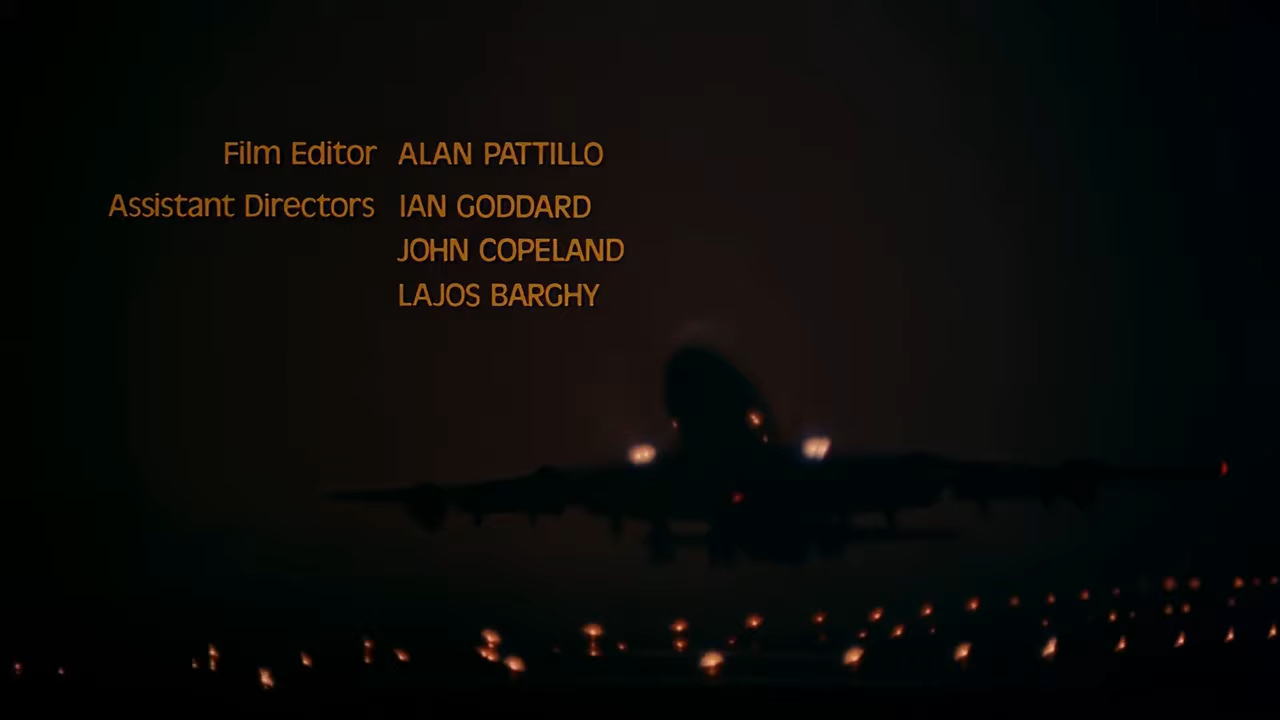 Film Editor ALAN PATTILLO
Assistant Directors IAN GODDARD
JOHN COPELAND
LAJOS BARGHY